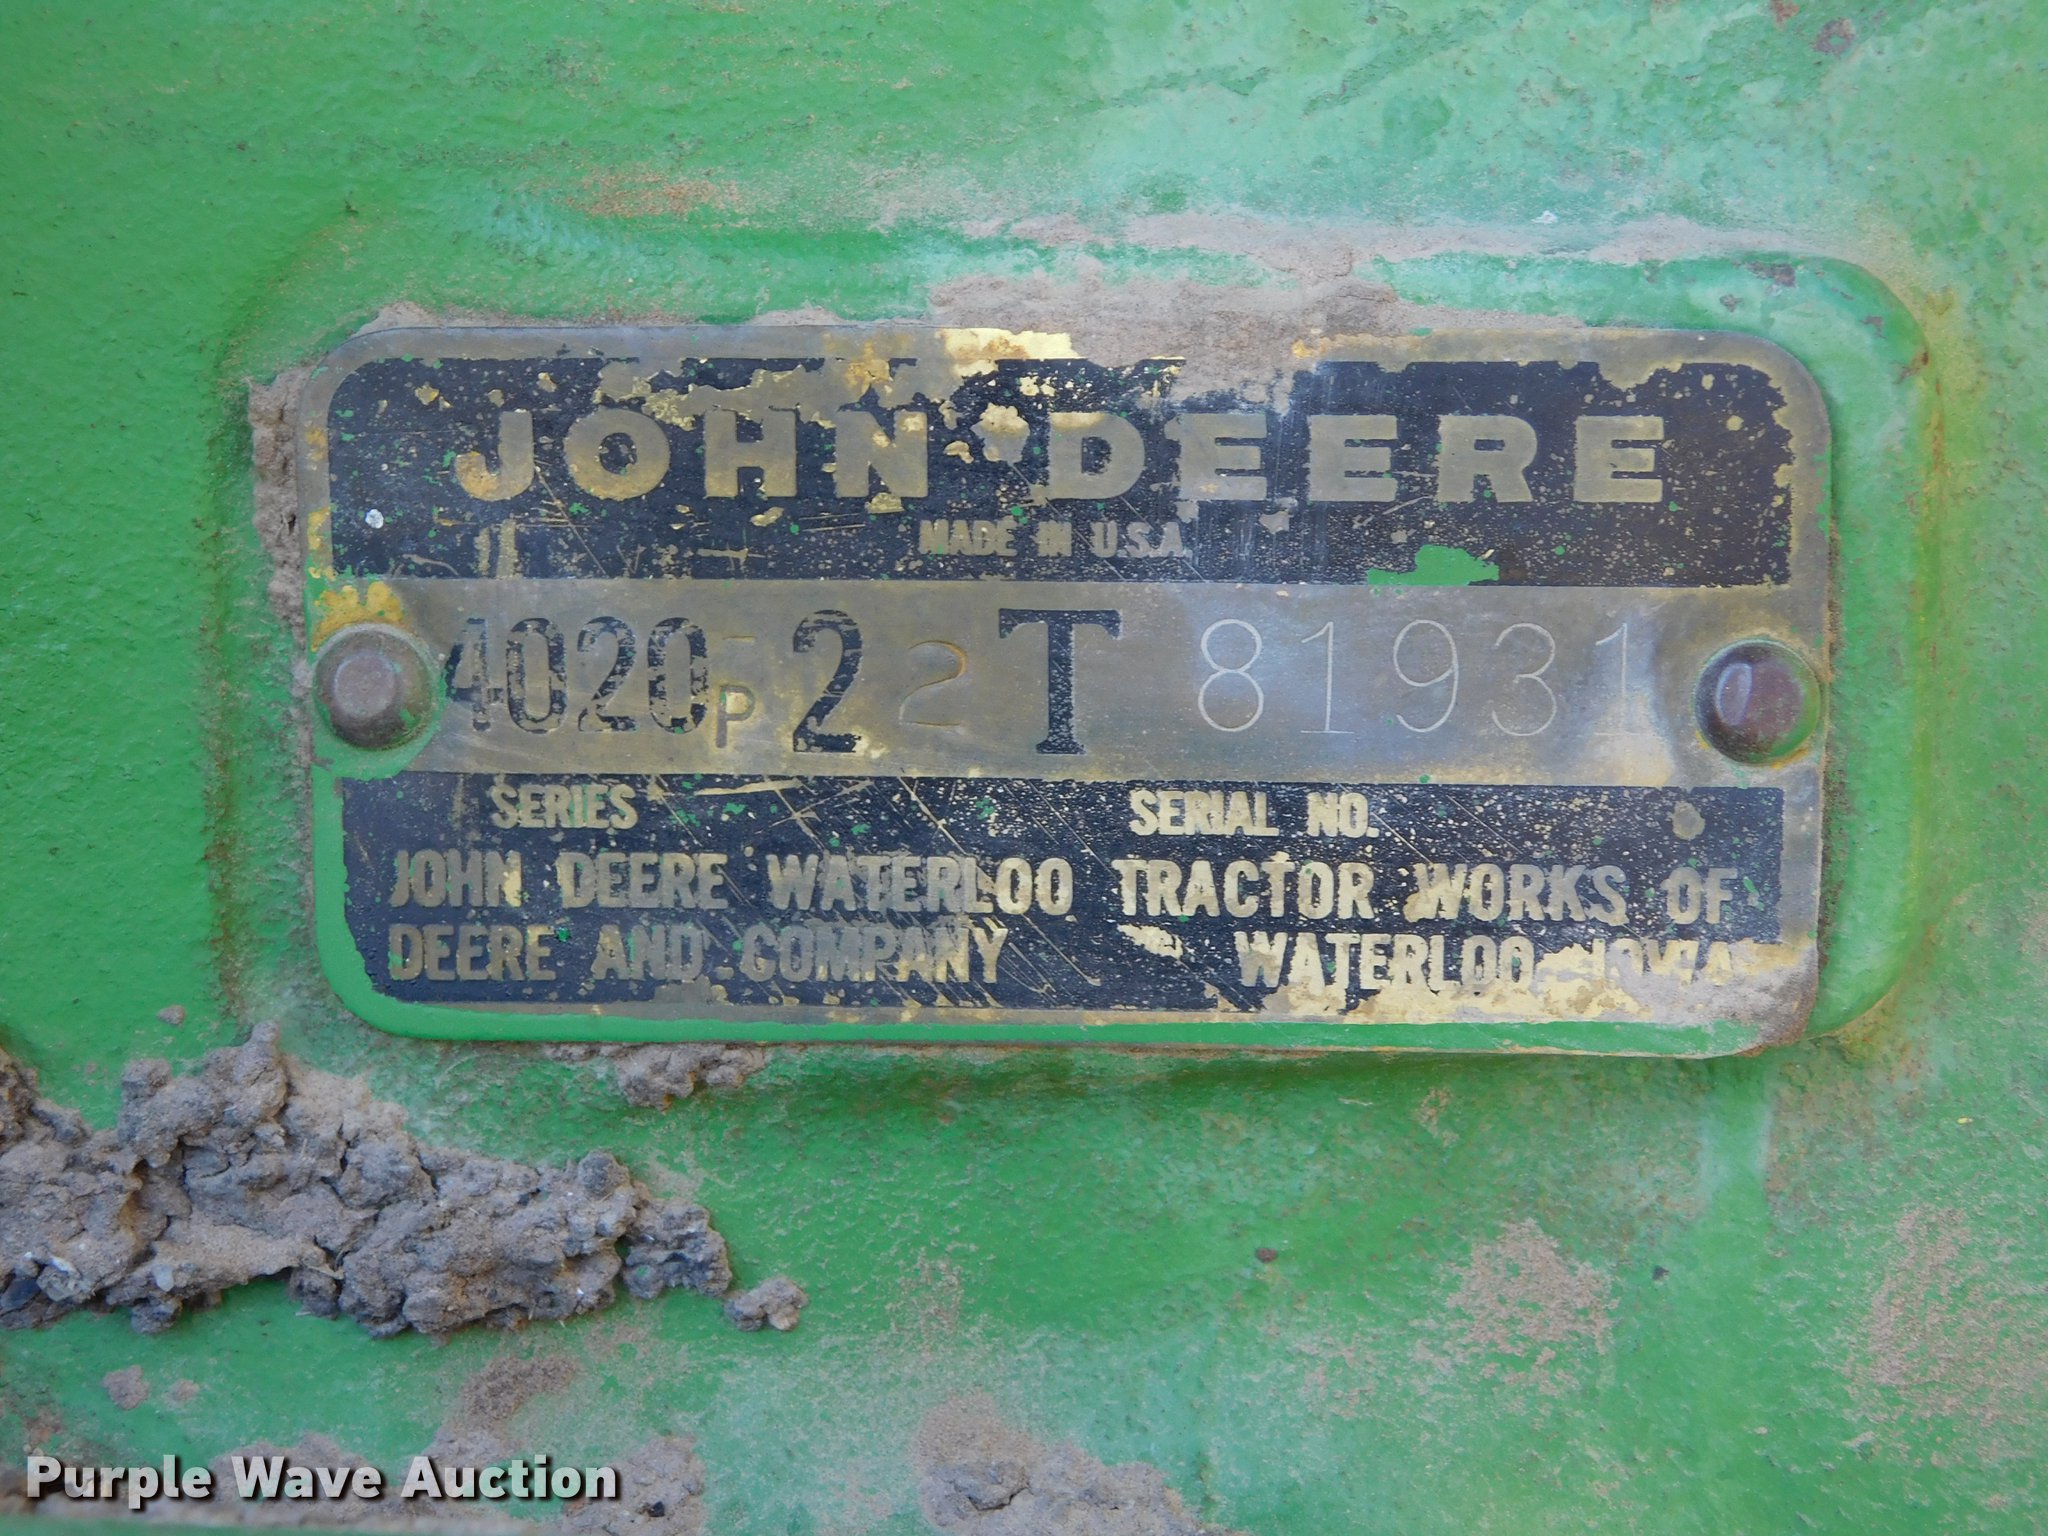 JOHN DEERE
MADE IN U.S.A.
4020 P 2 2 T 81931
SERIES SERIAL NO.
JOHN DEERE WATERLOO TRACTOR WORKS OF
DEERE AND COMPANY WATERLOO IOWA
Purple Wave Auction